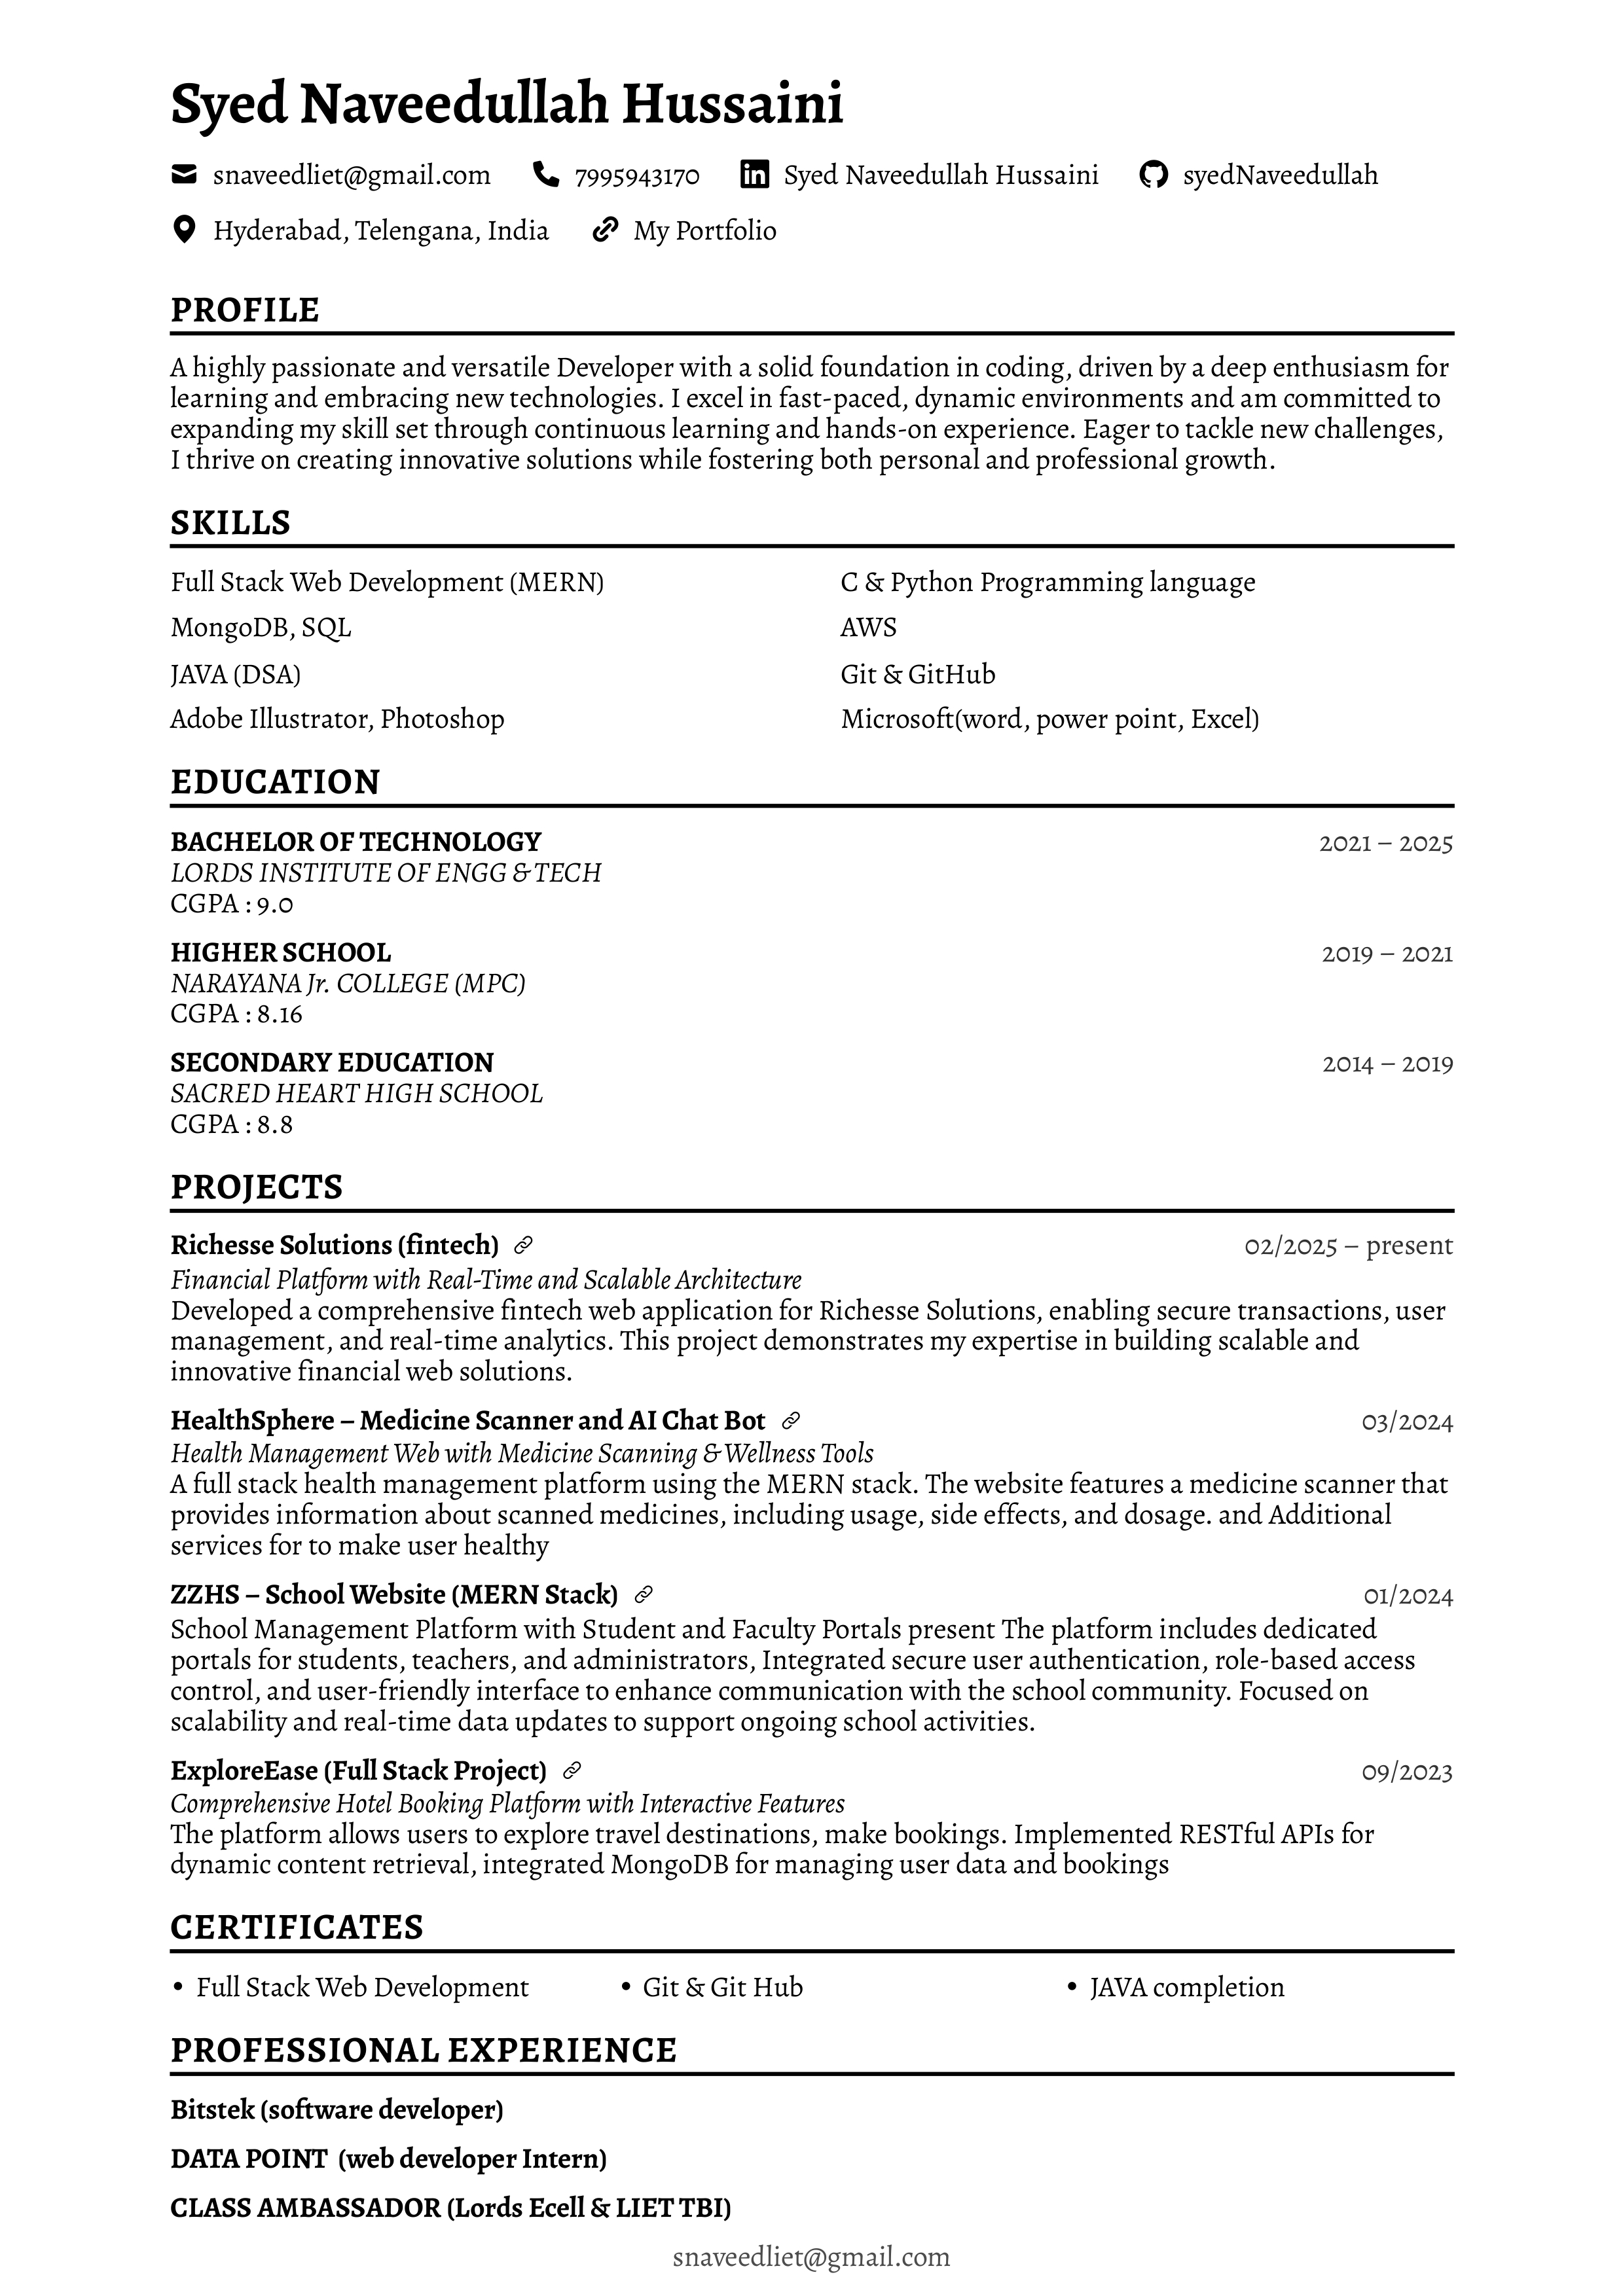 Syed Naveedullah Hussaini
snaveedliet@gmail.com 7995943170 Syed Naveedullah Hussaini syedNaveedullah
Hyderabad, Telengana, India My Portfolio
PROFILE
A highly passionate and versatile Developer with a solid foundation in coding, driven by a deep enthusiasm for
learning and embracing new technologies. I excel in fast-paced, dynamic environments and am committed to
expanding my skill set through continuous learning and hands-on experience. Eager to tackle new challenges,
I thrive on creating innovative solutions while fostering both personal and professional growth.
SKILLS
Full Stack Web Development (MERN) C & Python Programming language
MongoDB, SQL AWS
JAVA (DSA) Git & GitHub
Adobe Illustrator, Photoshop Microsoft(word, power point, Excel)
EDUCATION
BACHELOR OF TECHNOLOGY 2021 – 2025
LORDS INSTITUTE OF ENGG & TECH
CGPA : 9.0
HIGHER SCHOOL 2019 – 2021
NARAYANA Jr. COLLEGE (MPC)
CGPA : 8.16
SECONDARY EDUCATION 2014 – 2019
SACRED HEART HIGH SCHOOL
CGPA : 8.8
PROJECTS
Richesse Solutions (fintech) 02/2025 – present
Financial Platform with Real-Time and Scalable Architecture
Developed a comprehensive fintech web application for Richesse Solutions, enabling secure transactions, user
management, and real-time analytics. This project demonstrates my expertise in building scalable and
innovative financial web solutions.
HealthSphere – Medicine Scanner and AI Chat Bot 03/2024
Health Management Web with Medicine Scanning & Wellness Tools
A full stack health management platform using the MERN stack. The website features a medicine scanner that
provides information about scanned medicines, including usage, side effects, and dosage. and Additional
services for to make user healthy
ZZHS – School Website (MERN Stack) 01/2024
School Management Platform with Student and Faculty Portals present The platform includes dedicated
portals for students, teachers, and administrators, Integrated secure user authentication, role-based access
control, and user-friendly interface to enhance communication with the school community. Focused on
scalability and real-time data updates to support ongoing school activities.
ExploreEase (Full Stack Project) 09/2023
Comprehensive Hotel Booking Platform with Interactive Features
The platform allows users to explore travel destinations, make bookings. Implemented RESTful APIs for
dynamic content retrieval, integrated MongoDB for managing user data and bookings
CERTIFICATES
• Full Stack Web Development • Git & Git Hub • JAVA completion
PROFESSIONAL EXPERIENCE
Bitstek (software developer)
DATA POINT (web developer Intern)
CLASS AMBASSADOR (Lords Ecell & LIET TBI)
snaveedliet@gmail.com